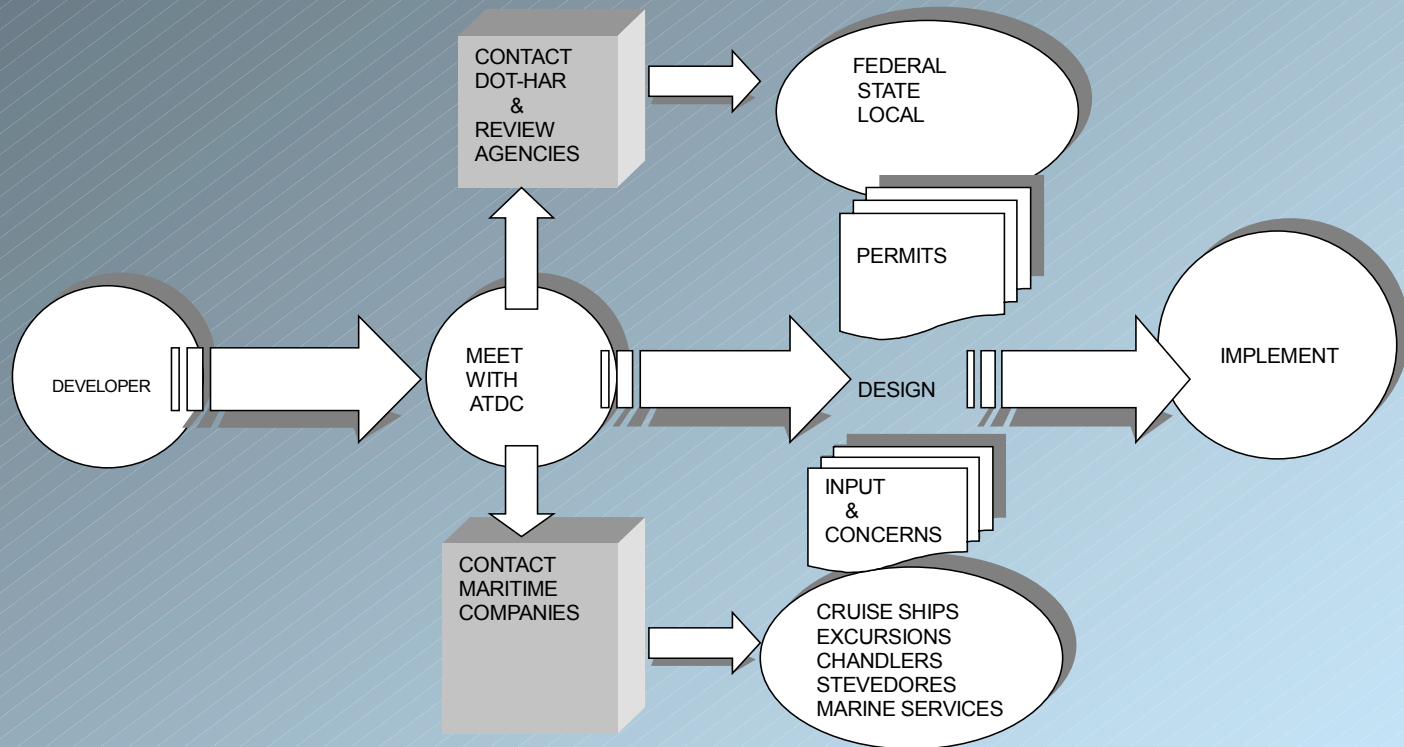 CONTACT
DOT-HAR
&
REVIEW
AGENCIES
FEDERAL
STATE
LOCAL
PERMITS
DEVELOPER
MEET
WITH
ATDC
DESIGN
IMPLEMENT
INPUT
&
CONCERNS
CONTACT
MARITIME
COMPANIES
CRUISE SHIPS
EXCURSIONS
CHANDLERS
STEVEDORES
MARINE SERVICES